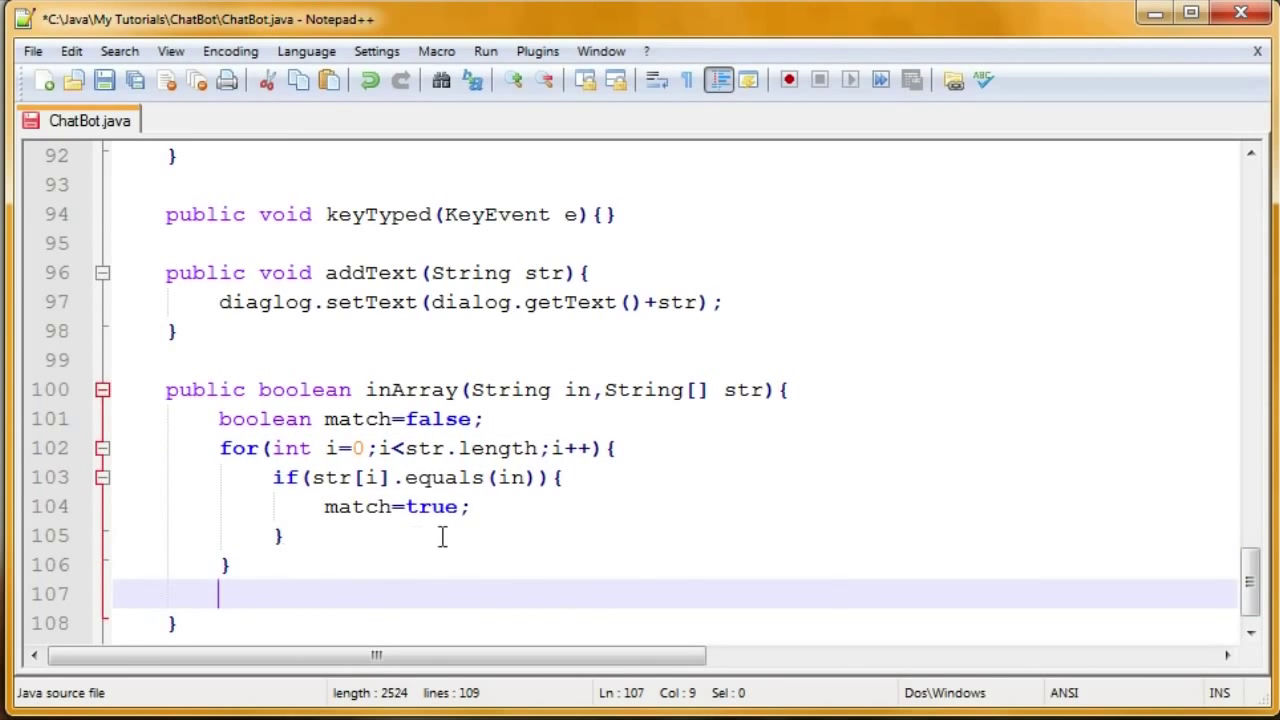 *C:\Java\My Tutorials\ChatBot\ChatBot.java - Notepad++
File Edit Search View Encoding Language Settings Macro Run Plugins Window ? X
ABC
ChatBot.java
92 }
93
94 public void keyTyped(KeyEvent e){}
95
96 public void addText(String str){
97 diaglog.setText(dialog.getText()+str);
98 }
99
100 public boolean inArray(String in,String[] str){
101 boolean match=false;
102 for(int i=0;i<str.length;i++){
103 if(str[i].equals(in)){
104 match=true;
105 }
106 }
107
108 }
Java source file length : 2524 lines : 109 Ln : 107 Col : 9 Sel : 0 Dos\Windows ANSI INS